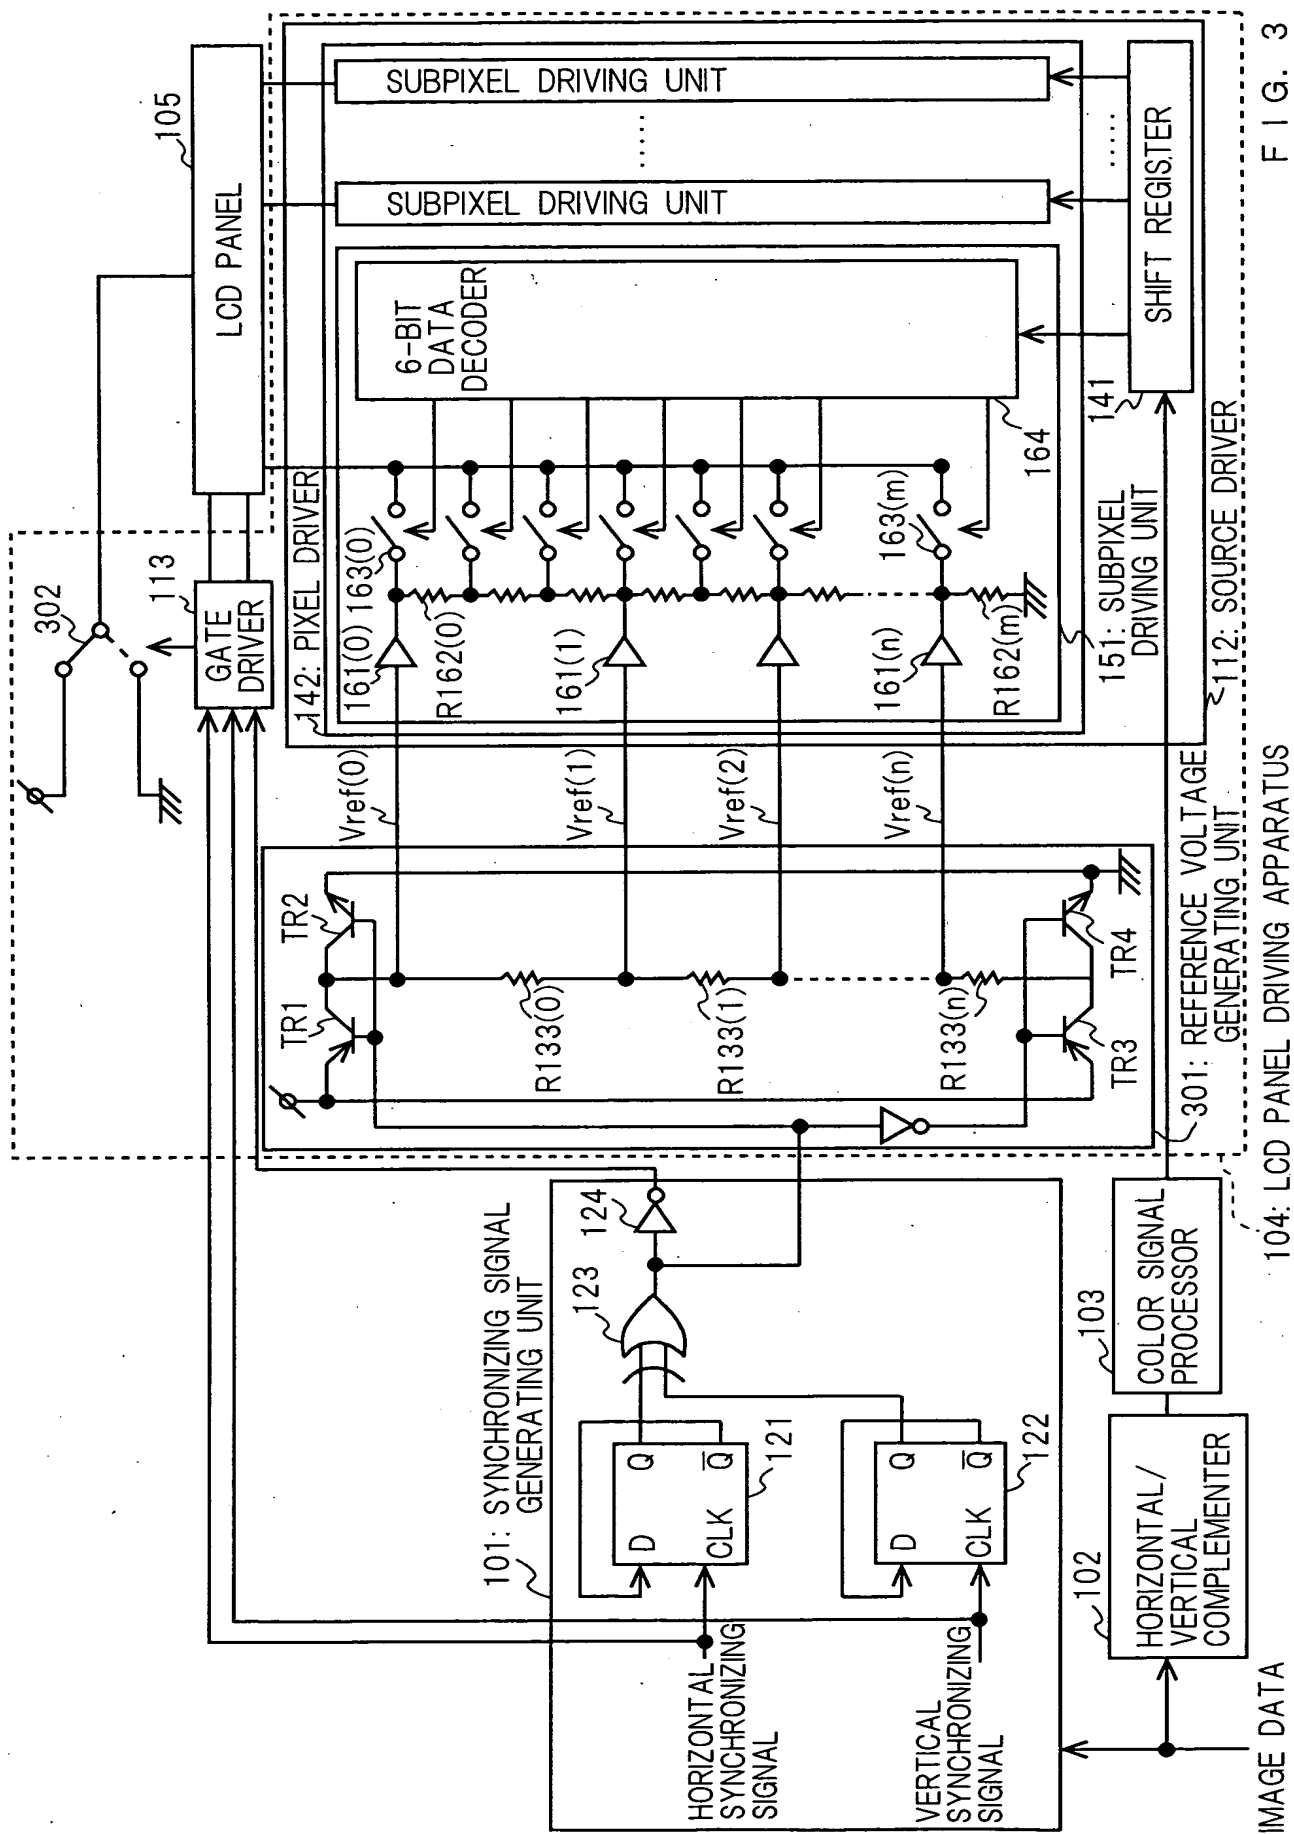 IMAGE DATA
HORIZONTAL
SYNCHRONIZING
SIGNAL
VERTICAL
SYNCHRONIZING
SIGNAL
101: SYNCHRONIZING SIGNAL
GENERATING UNIT
D
Q
CLK
Q
121
D
Q
CLK
Q
122
123
124
102
HORIZONTAL/
VERTICAL
COMPLEMENTER
103
COLOR SIGNAL
PROCESSOR
104: LCD PANEL DRIVING APPARATUS
301: REFERENCE VOLTAGE
GENERATING UNIT
TR1
TR2
TR3
TR4
R133(0)
R133(1)
R133(n)
Vref(0)
Vref(1)
Vref(2)
Vref(n)
302
113
GATE
DRIVER
105
LCD PANEL
142: PIXEL DRIVER
161(0)
163(0)
R162(0)
161(1)
161(n)
163(m)
R162(m)
6-BIT
DATA
DECODER
164
SUBPIXEL DRIVING UNIT
SUBPIXEL DRIVING UNIT
151: SUBPIXEL
DRIVING UNIT
141
SHIFT REGISTER
112: SOURCE DRIVER
FIG. 3